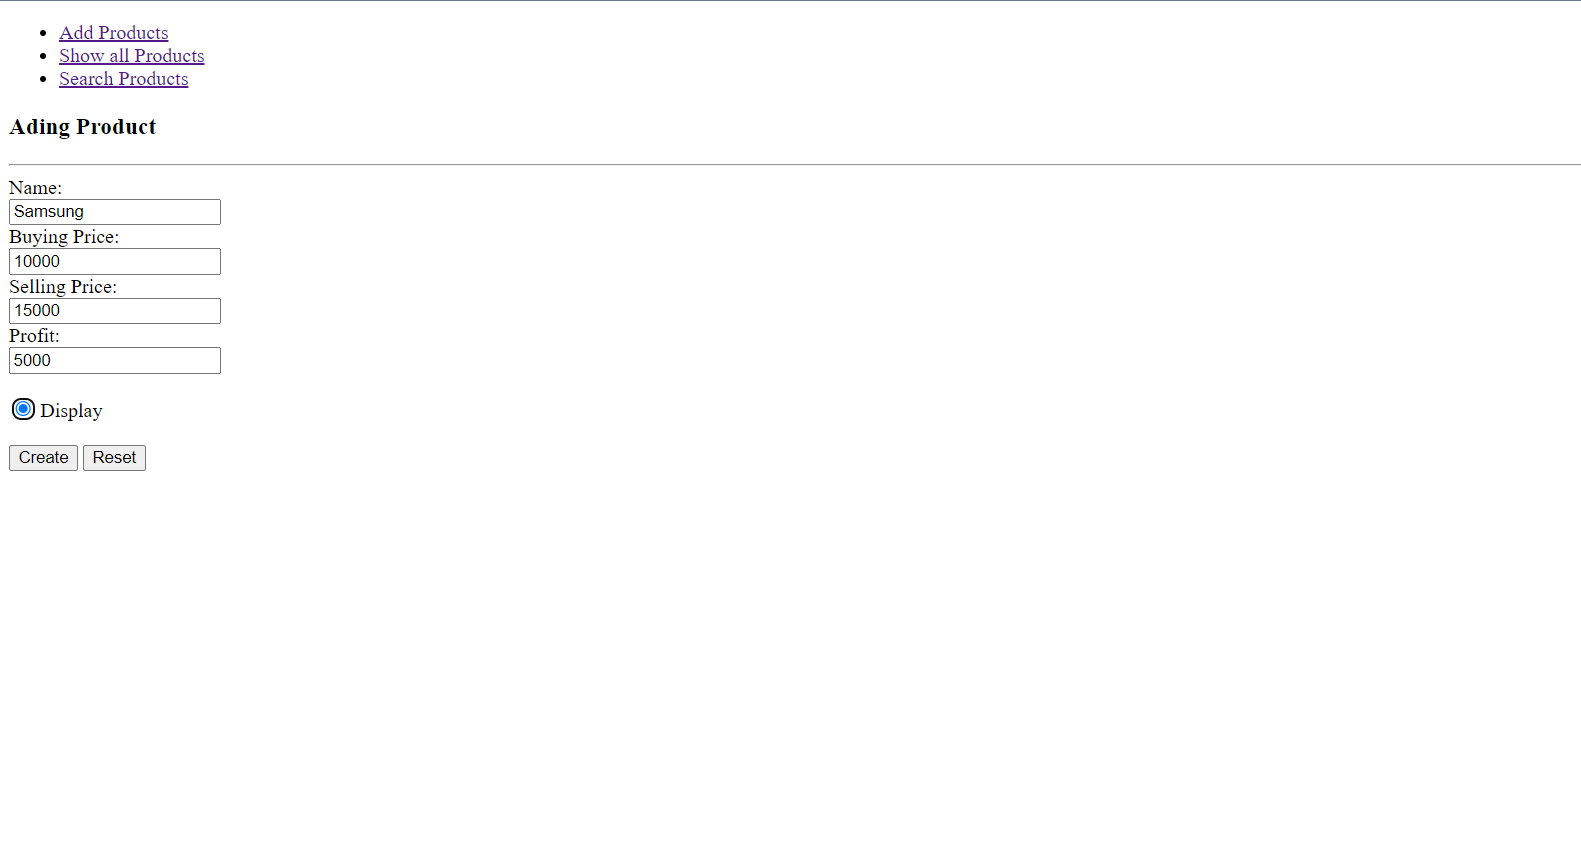 Add Products
Show all Products
Search Products
Ading Product
Name:
Samsung
Buying Price:
10000
Selling Price:
15000
Profit:
5000
Display
Create Reset